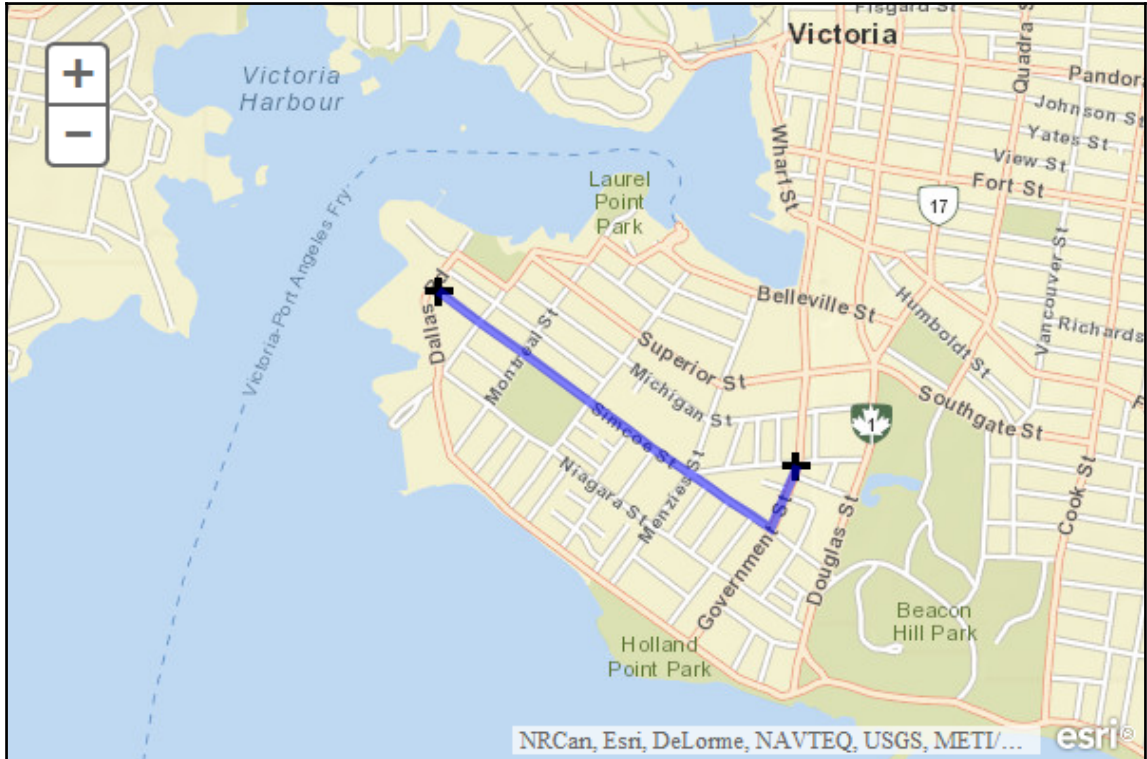 Fisgard St
Quadra S
Victoria
+
−
Victoria
Harbour
Pandora
Johnson St
Yates St
View St
Fort St
Wharf St
17
Laurel
Point
Park
Victoria-Port Angeles Fry
Vancouver St
Humboldt St
Belleville St
Richards
Dallas Rd
Montreal St
Superior St
Michigan St
Southgate St
1
Simcoe St
Niagara St
Menzies St
Government St
Douglas St
Cook St
Beacon
Hill Park
Holland
Point Park
NRCan, Esri, DeLorme, NAVTEQ, USGS, METI/...
esri